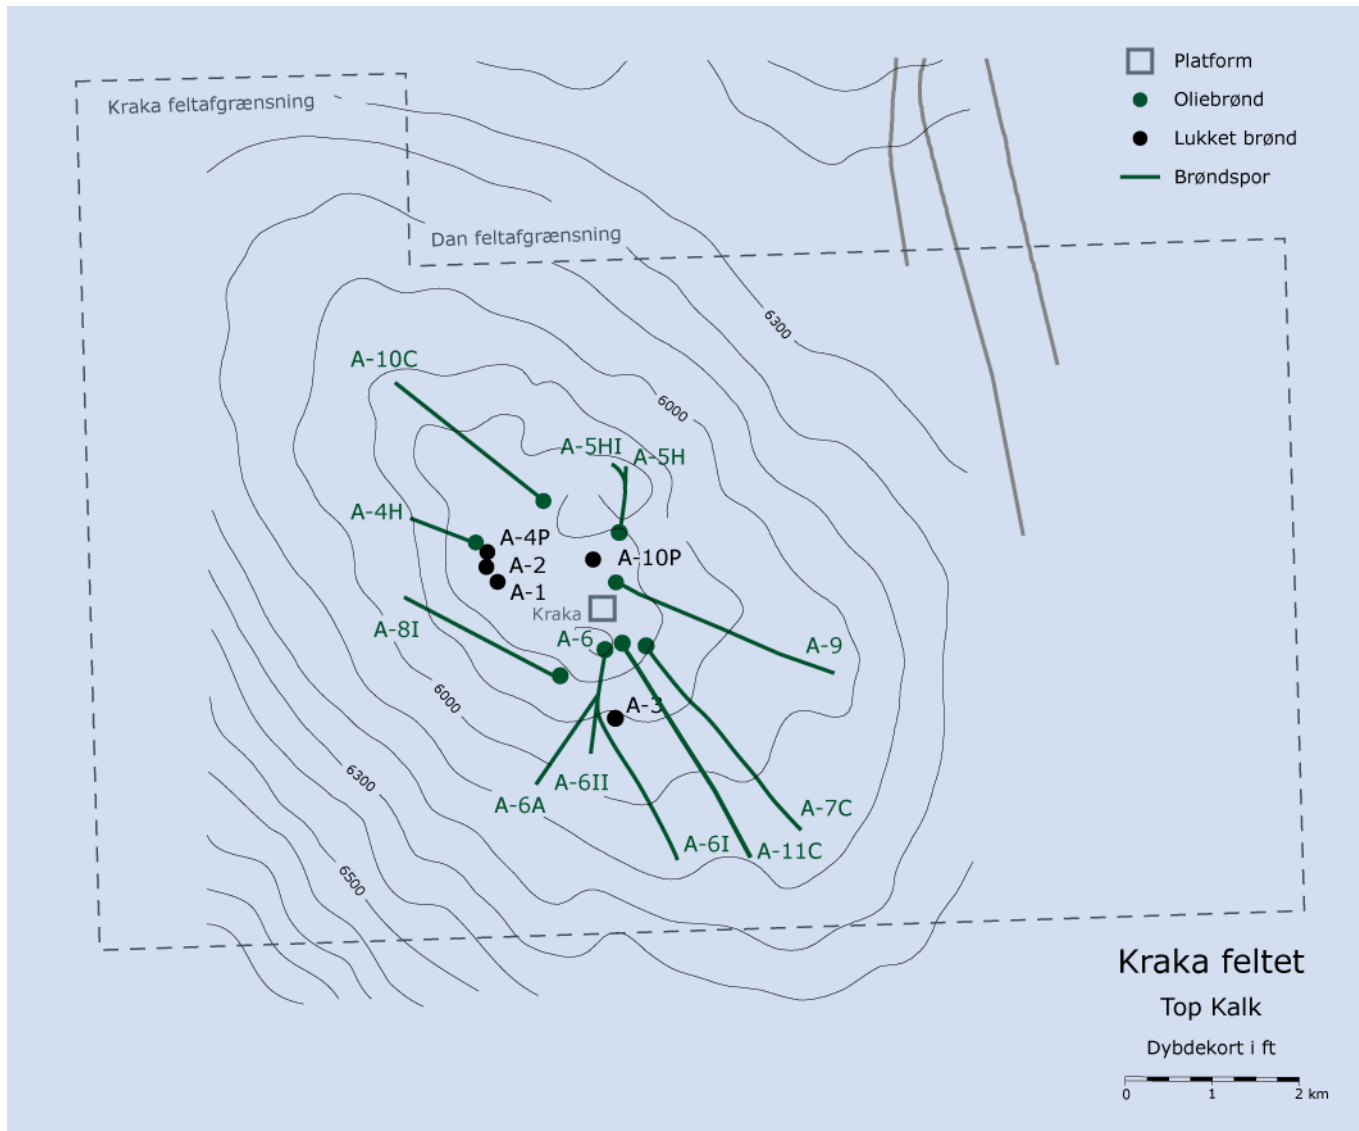 Platform
Kraka feltafgrænsning
Oliebrønd
Lukket brønd
Brøndspor
Dan feltafgrænsning
6300
A-10C
6000
A-5HI
A-5H
A-4H
A-4P
A-2
A-10P
A-1
Kraka
A-8I
A-6
A-9
6000
A-3
6300
A-6II
A-6A
A-7C
A-6I
A-11C
6500
Kraka feltet
Top Kalk
Dybdekort i ft
0 1 2 km